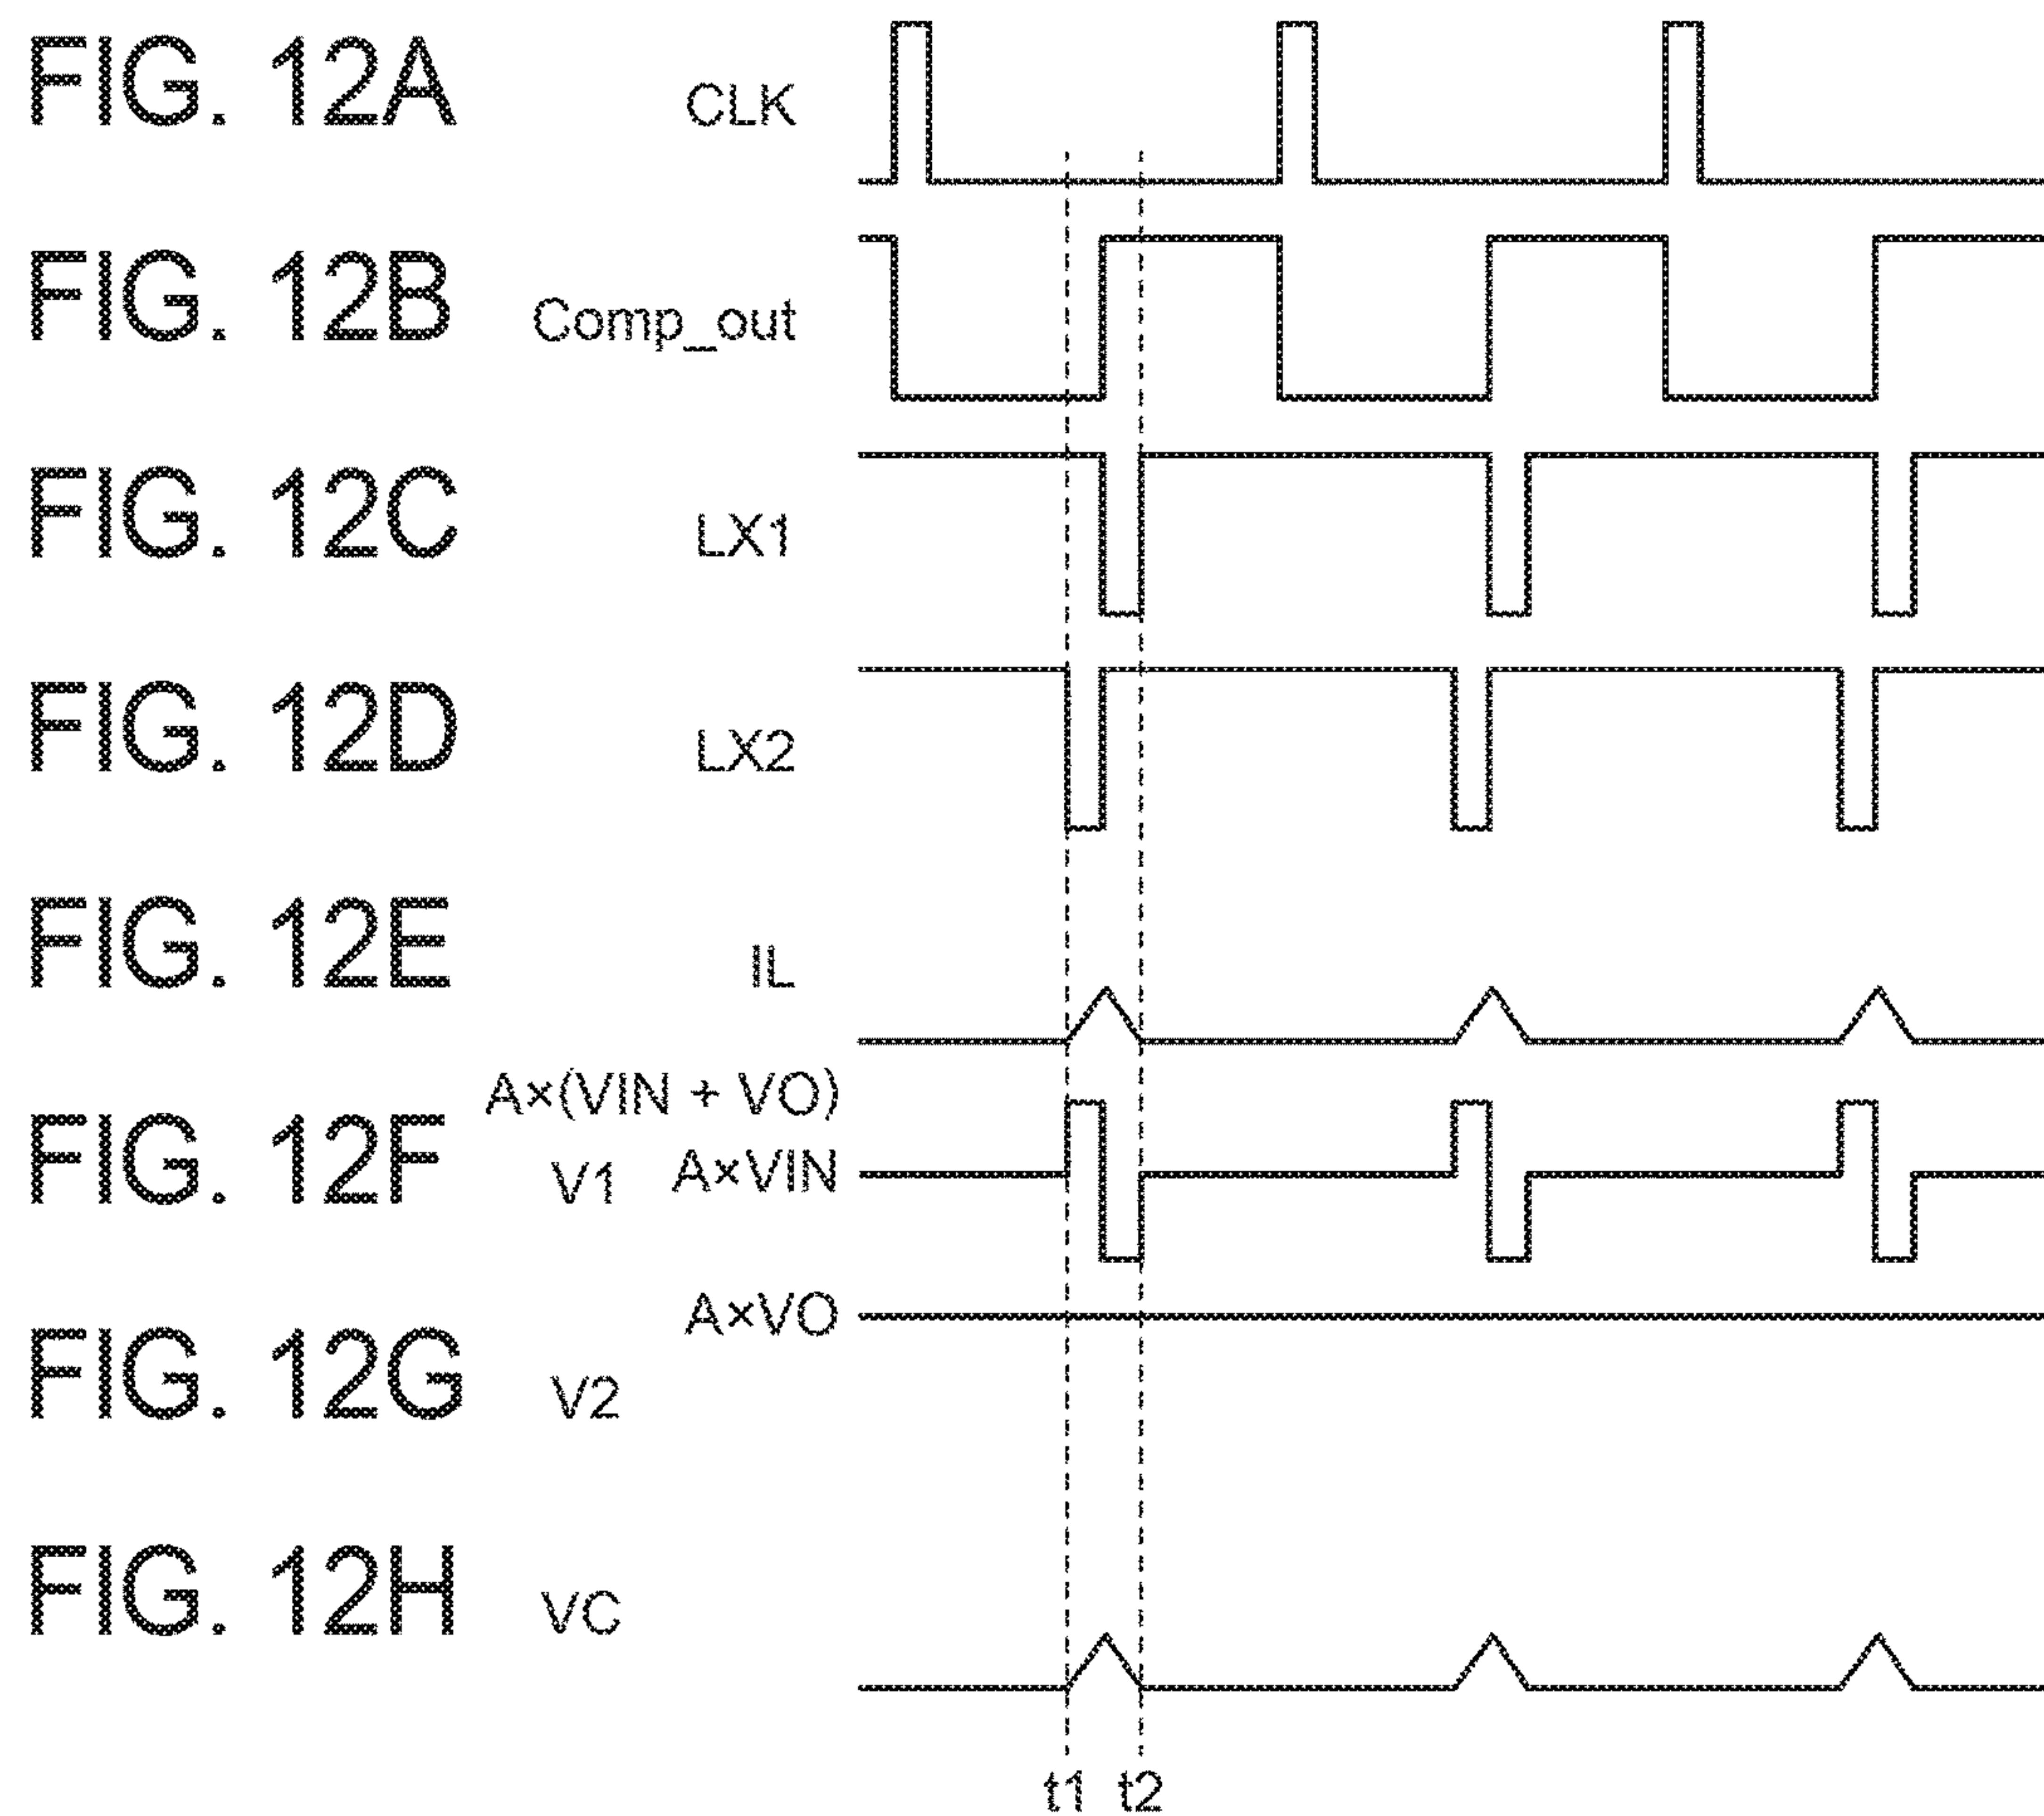 FIG. 12A CLK
FIG. 12B Comp_out
FIG. 12C LX1
FIG. 12D LX2
FIG. 12E IL
A×(VIN + VO)
FIG. 12F V1 A×VIN
A×VO
FIG. 12G V2
FIG. 12H VC
t1 t2